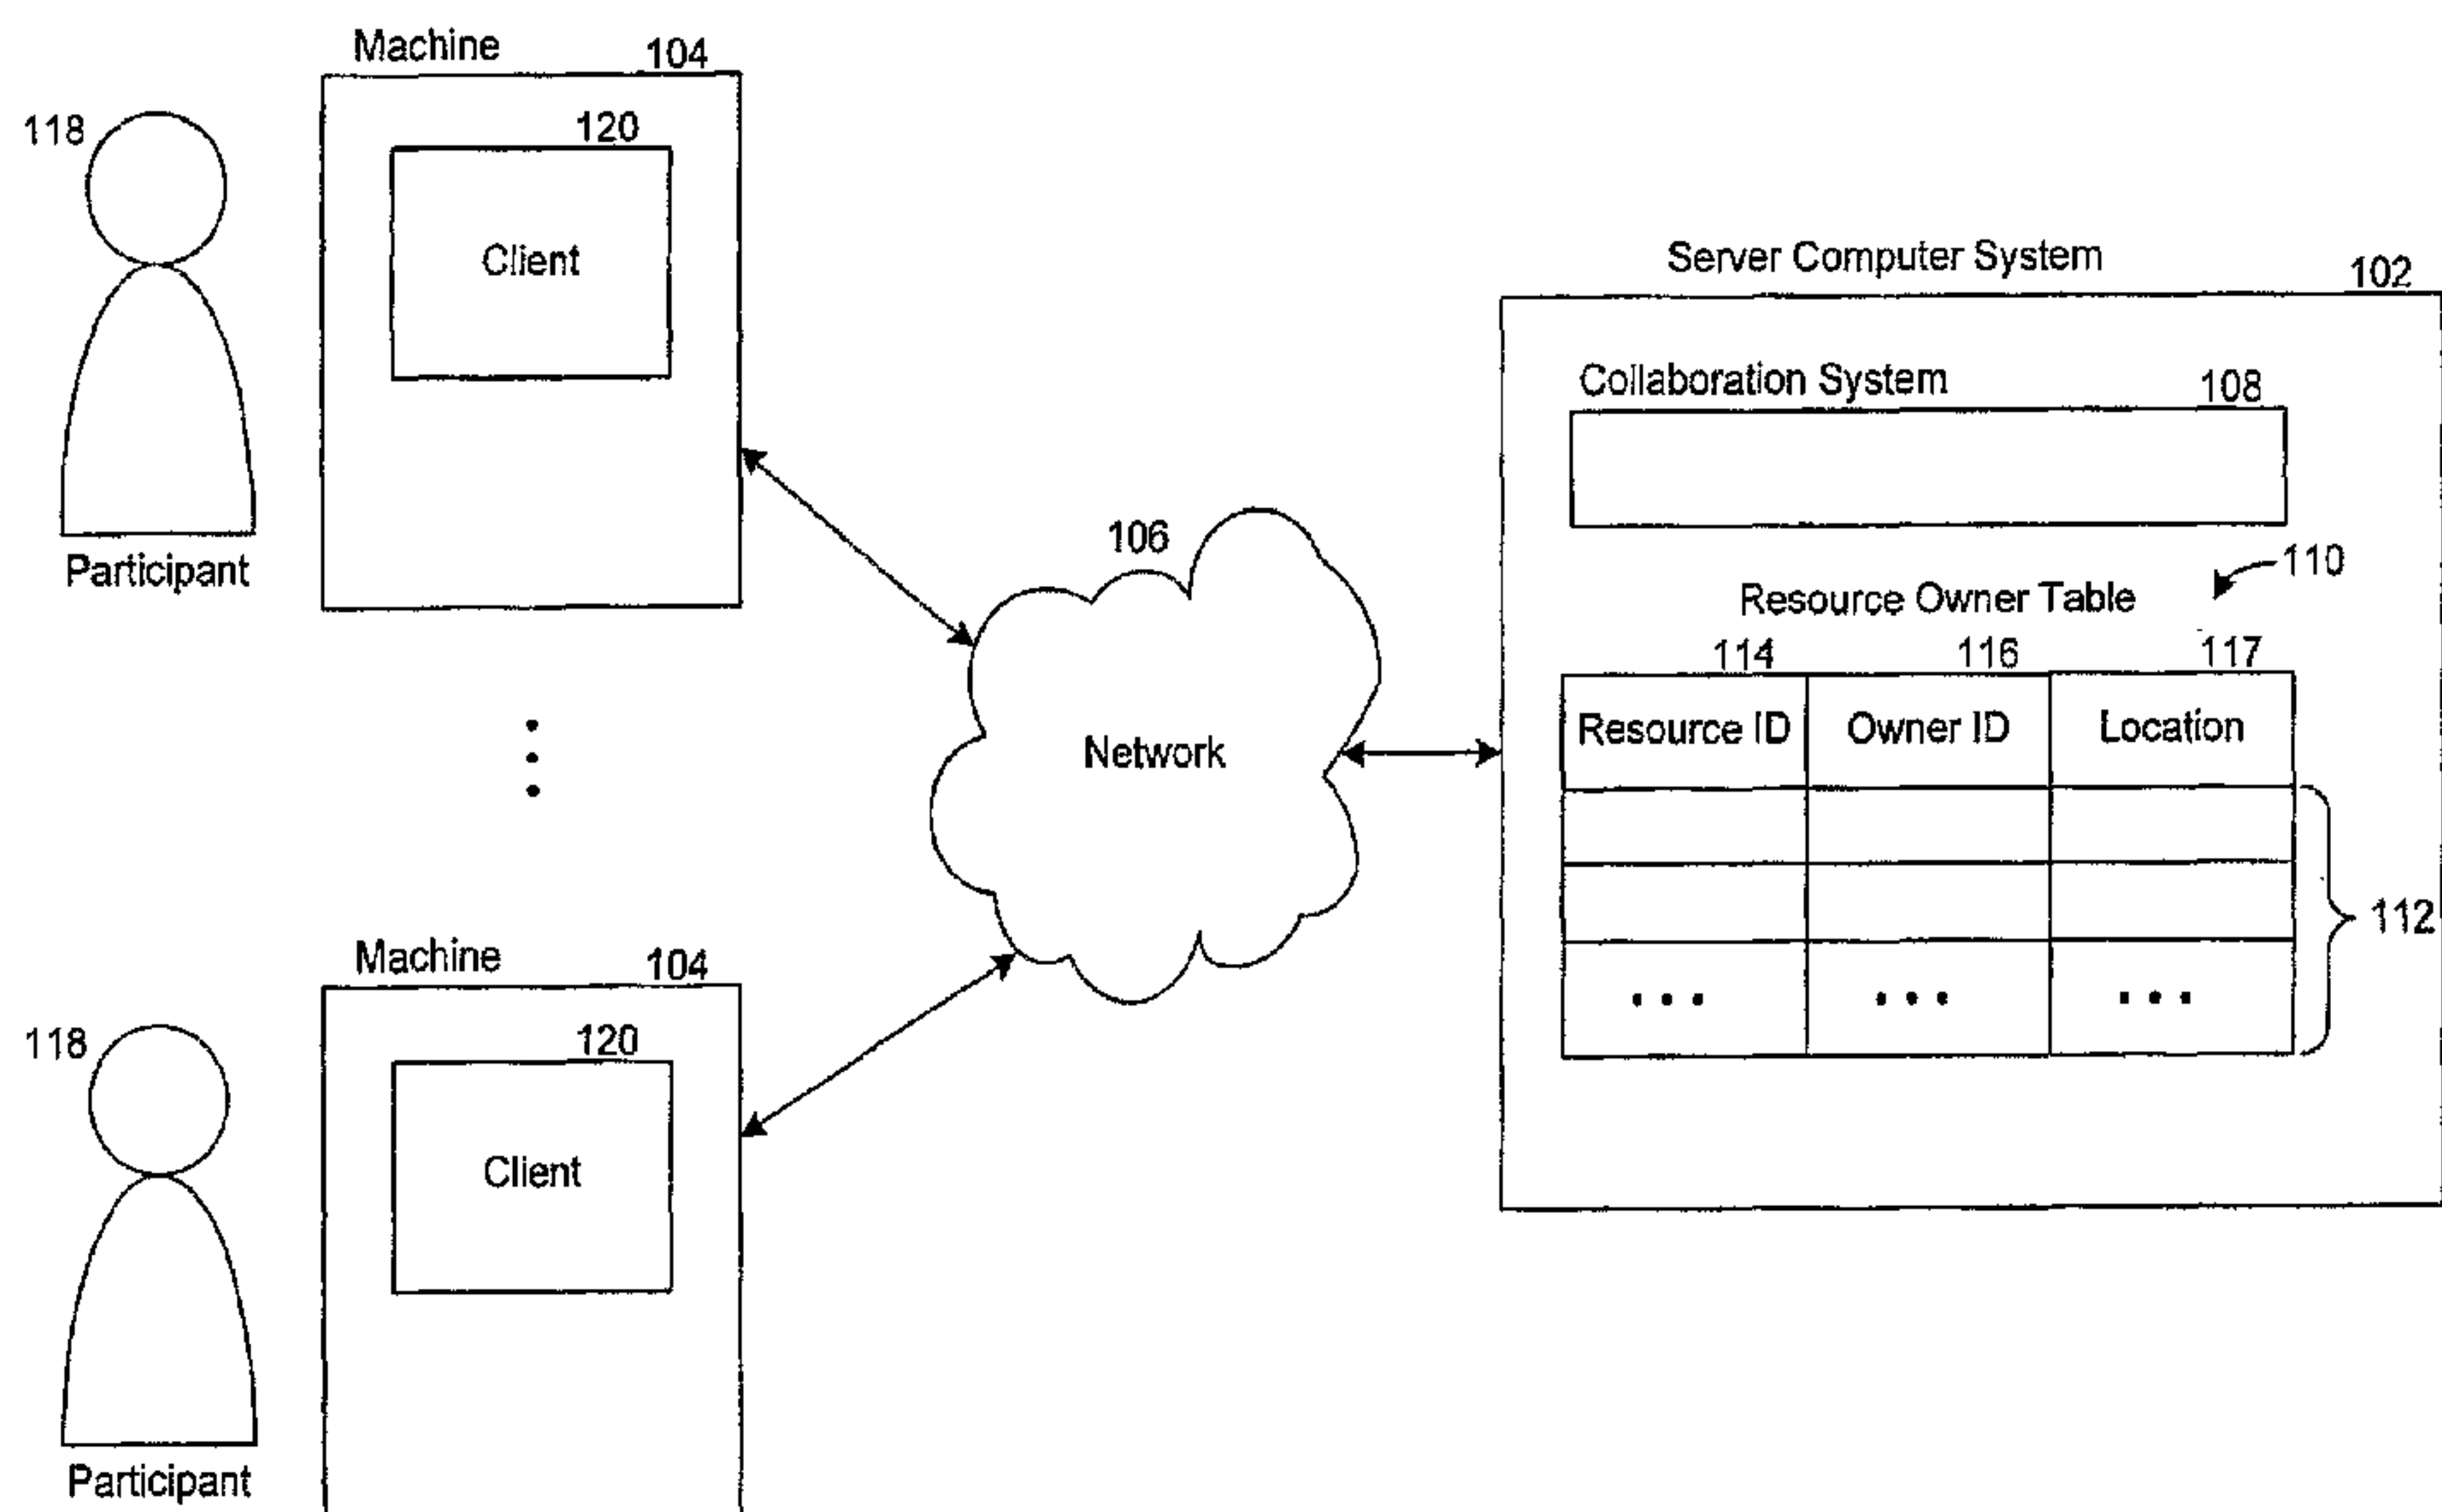 Machine
104
118
120
Client
Participant
Machine
104
118
120
Client
Participant
106
Network
Server Computer System
102
Collaboration System
108
110
Resource Owner Table
114
116
117
Resource ID
Owner ID
Location
112
• • •
• • •
• • •